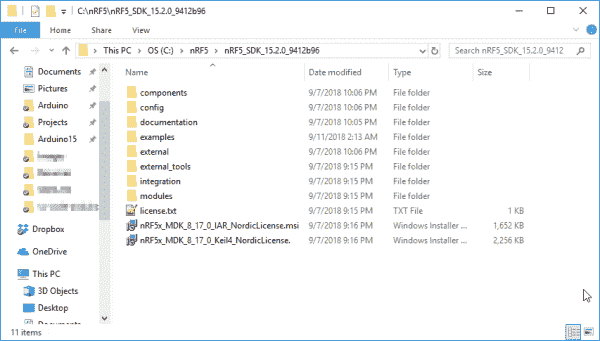 C:\nRF5\nRF5_SDK_15.2.0_9412b96
File Home Share View
This PC > OS (C:) > nRF5 > nRF5_SDK_15.2.0_9412b96 Search nRF5_SDK_15.2.0_9412
Documents
Pictures
Arduino
Projects
Arduino15
Dropbox
OneDrive
This PC
3D Objects
Desktop
Documents
Name Date modified Type Size
components 9/7/2018 10:06 PM File folder
config 9/7/2018 10:06 PM File folder
documentation 9/7/2018 10:05 PM File folder
examples 9/11/2018 2:13 AM File folder
external 9/7/2018 10:06 PM File folder
external_tools 9/7/2018 9:15 PM File folder
integration 9/7/2018 9:15 PM File folder
modules 9/7/2018 9:15 PM File folder
license.txt 9/7/2018 9:15 PM TXT File 1 KB
nRF5x_MDK_8_17_0_IAR_NordicLicense.msi 9/7/2018 9:16 PM Windows Installer ... 1,652 KB
nRF5x_MDK_8_17_0_Keil4_NordicLicense. 9/7/2018 9:16 PM Windows Installer ... 2,256 KB
11 items